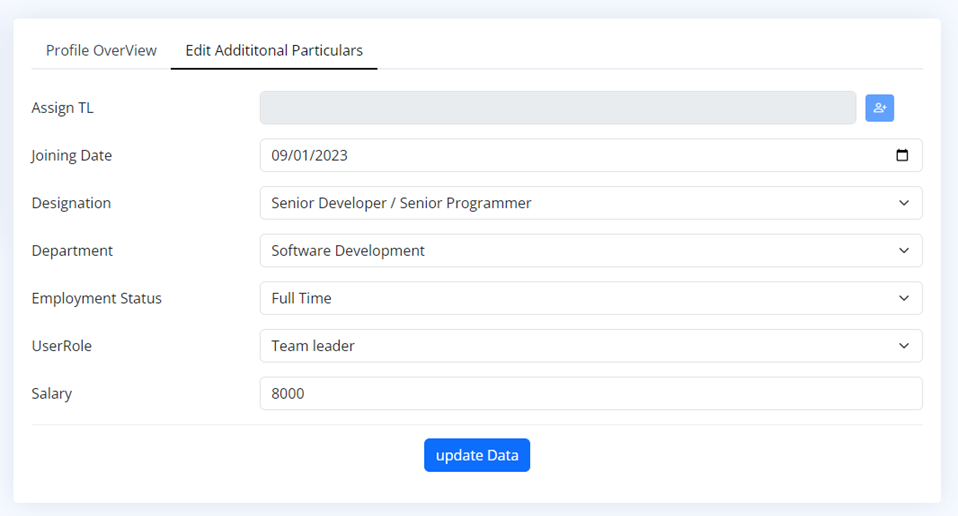 Profile OverView Edit Addititonal Particulars
Assign TL
Joining Date 09/01/2023
Designation Senior Developer / Senior Programmer
Department Software Development
Employment Status Full Time
UserRole Team leader
Salary 8000
update Data